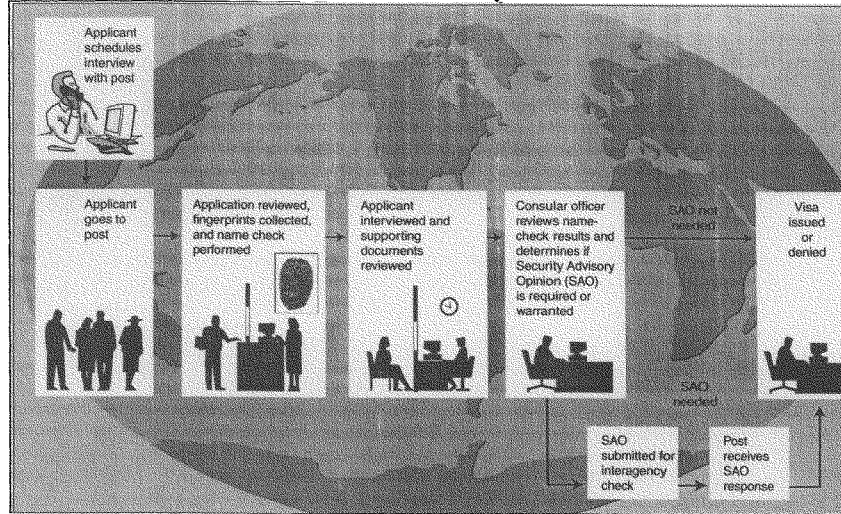 Applicant
schedules
interview
with post
Applicant
goes to
post
Application reviewed,
fingerprints collected,
and name check
performed
Applicant
interviewed and
supporting
documents
reviewed
Consular officer
reviews name-
check results and
determines if
Security Advisory
Opinion (SAO)
is required or
warranted
SAO not
needed
Visa
issued
or
denied
SAO
needed
SAO
submitted for
interagency
check
Post
receives
SAO
response